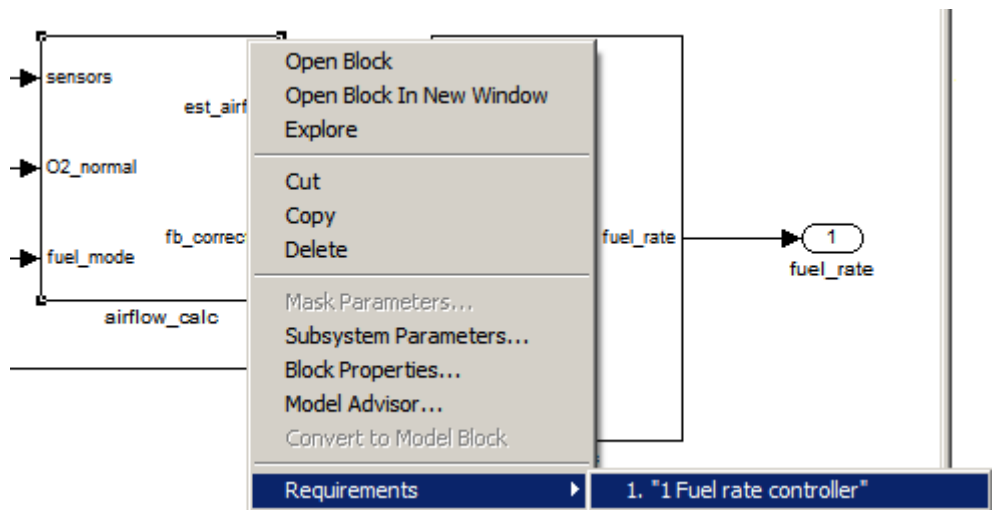 Open Block
sensors
Open Block In New Window
est_airf
Explore
O2_normal
Cut
Copy
fb_correc
fuel_rate
1
Delete
fuel_mode
fuel_rate
Mask Parameters...
airflow_calc
Subsystem Parameters...
Block Properties...
Model Advisor...
Convert to Model Block
Requirements
1. "1 Fuel rate controller"